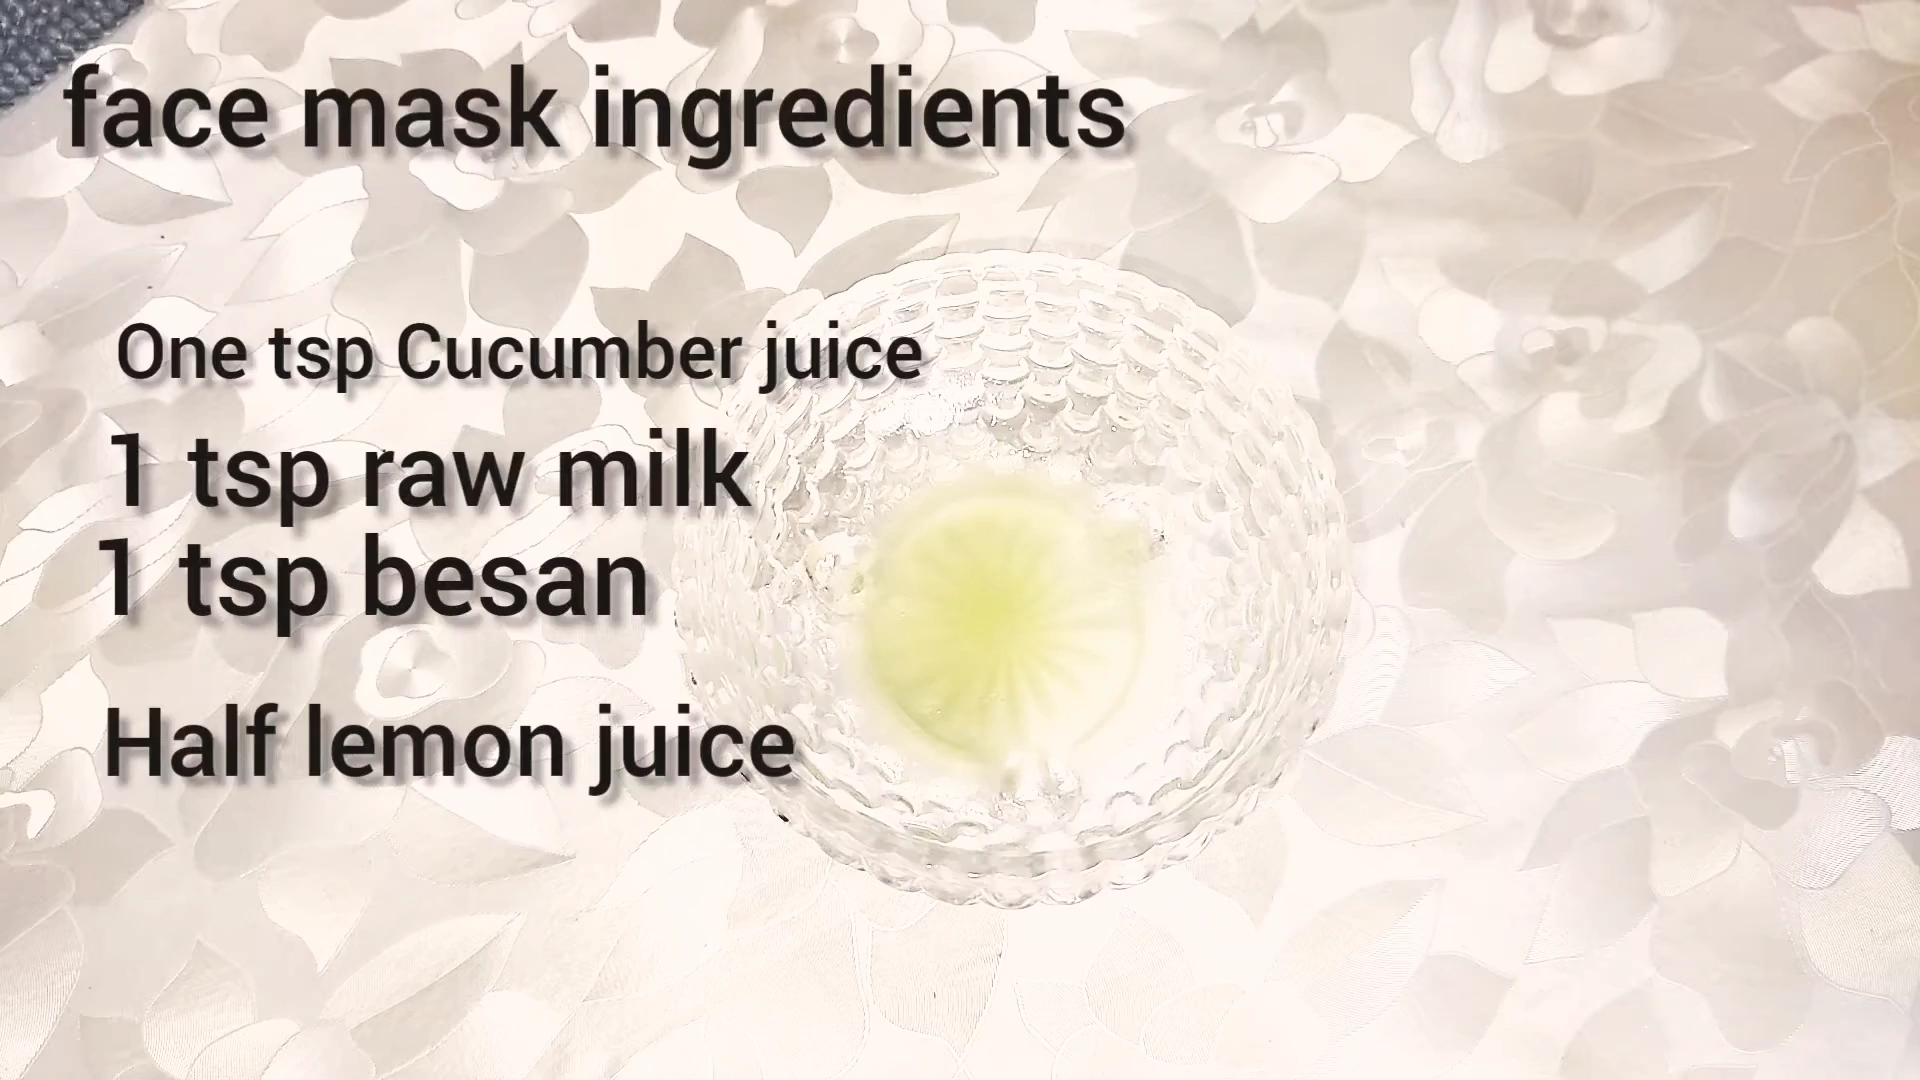 face mask ingredients
One tsp Cucumber juice
1 tsp raw milk
1 tsp besan
Half lemon juice